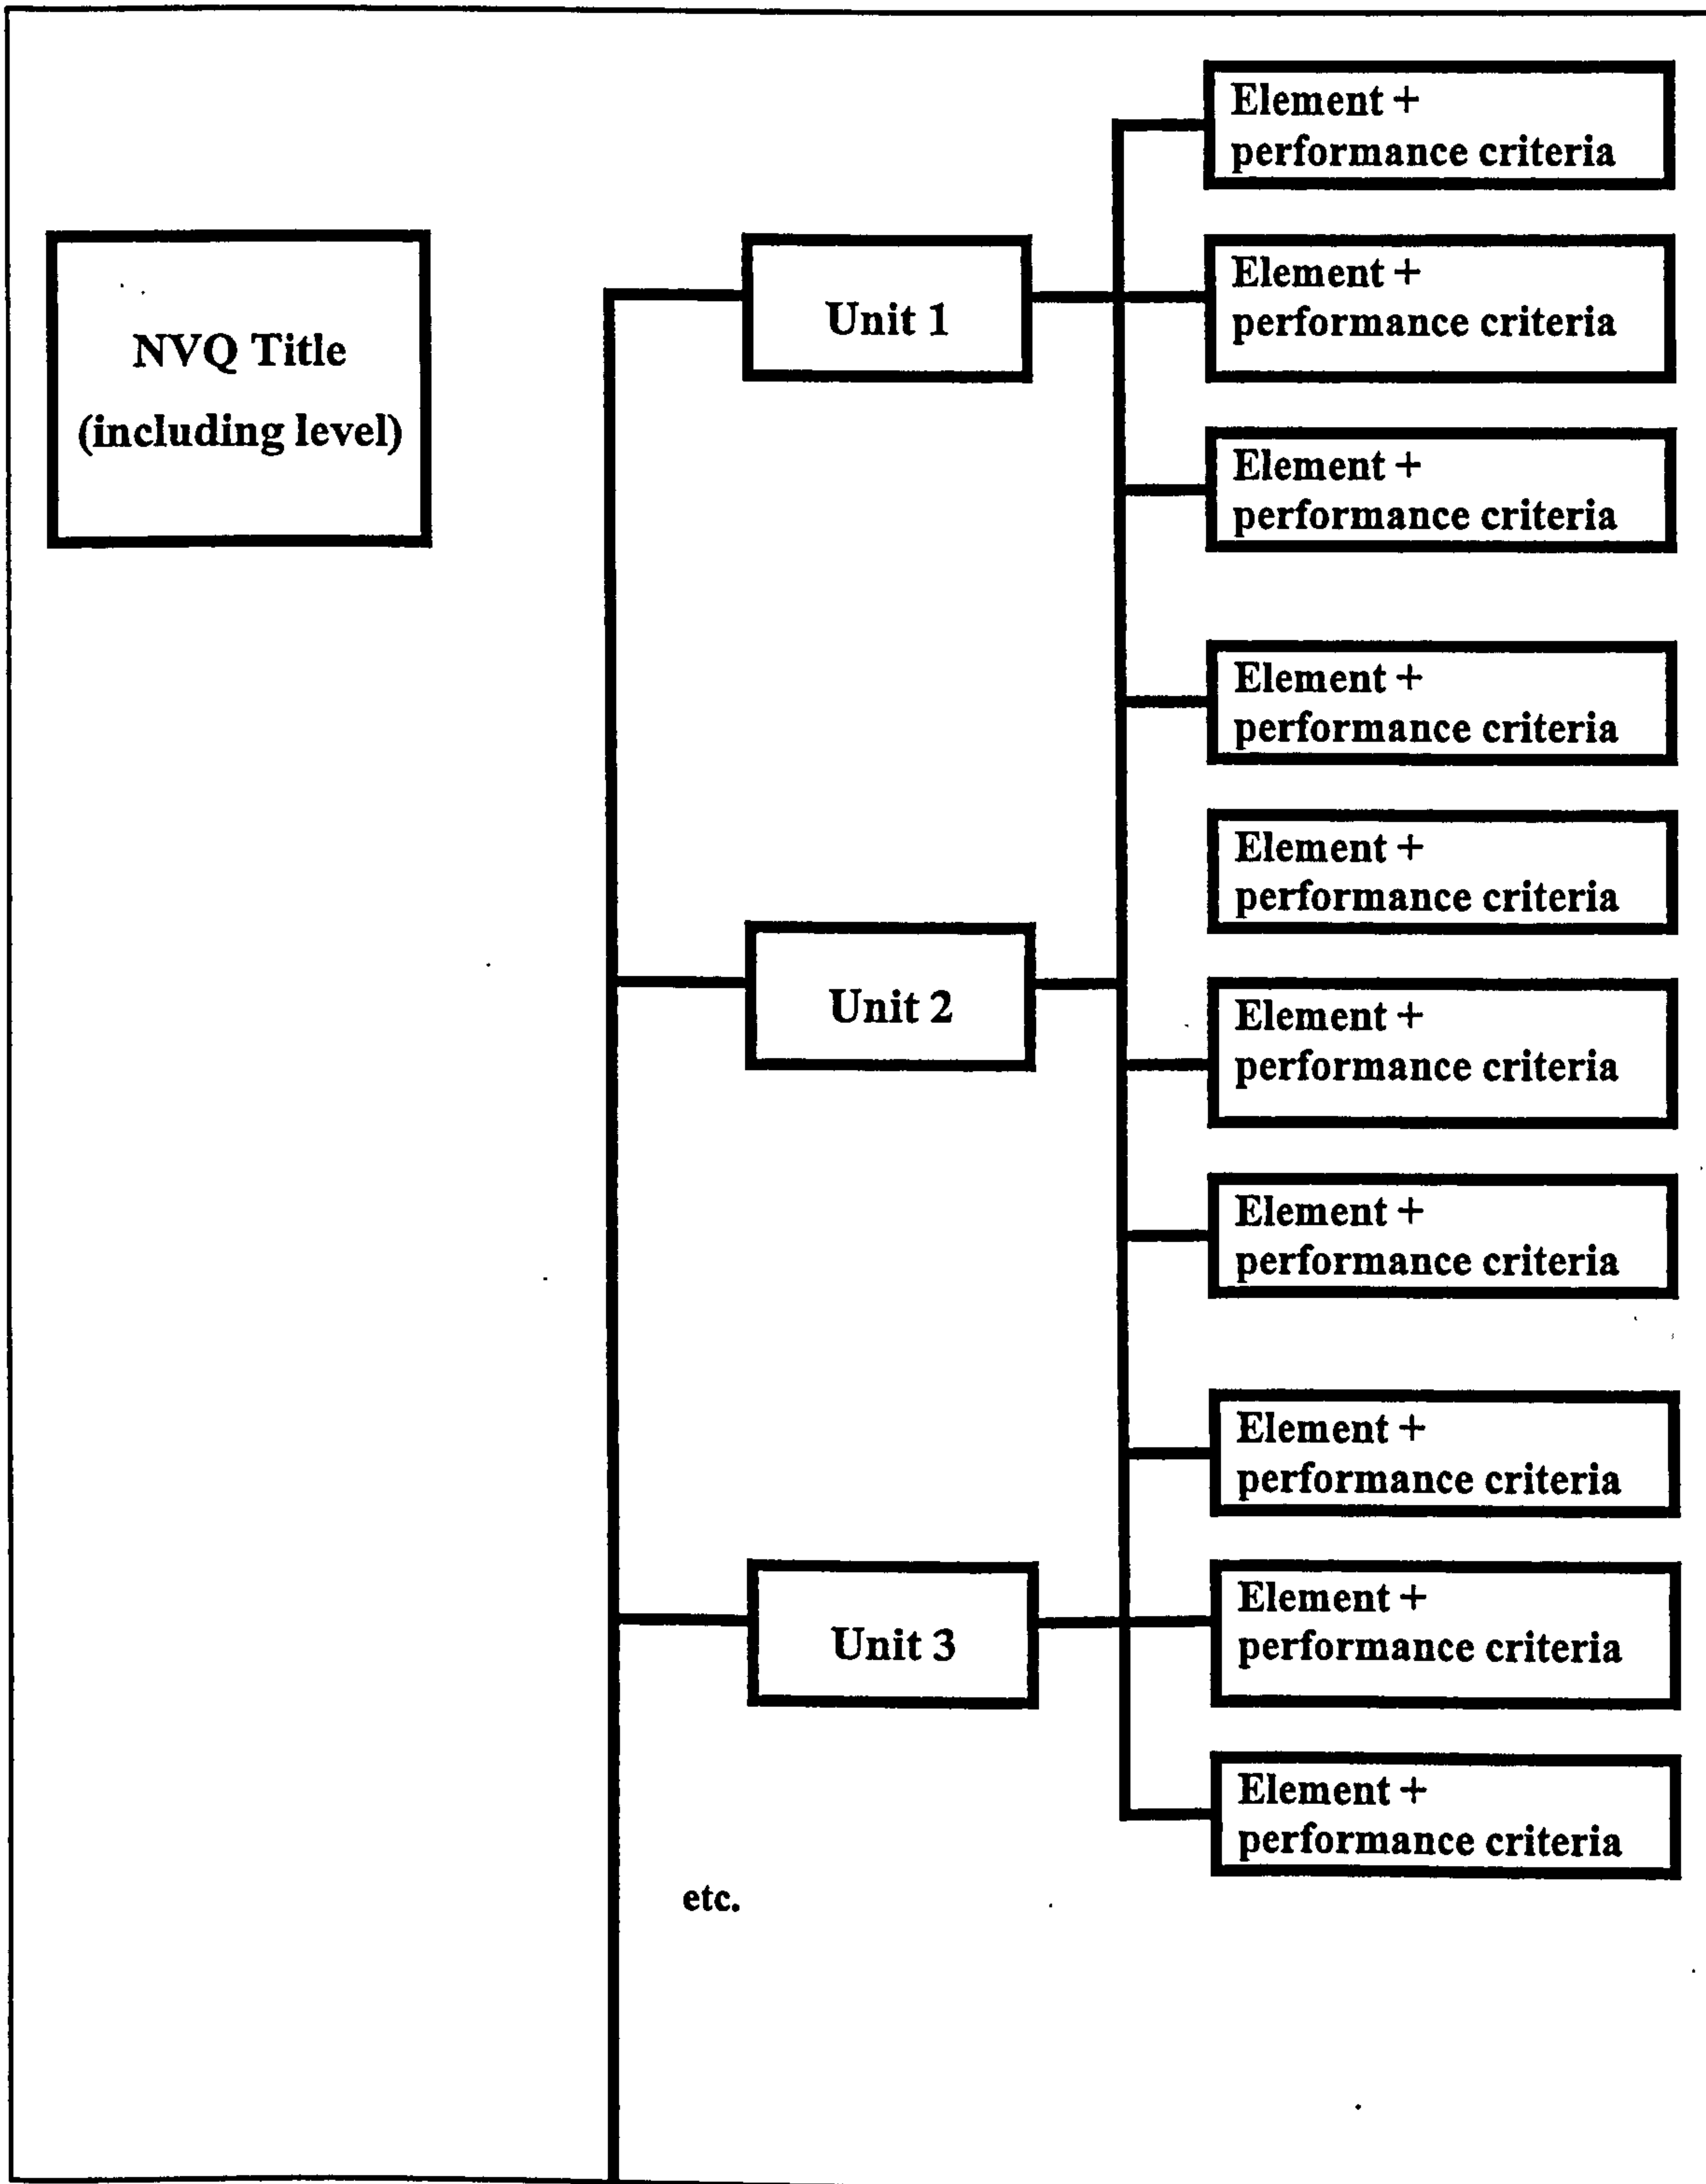 NVQ Title
(including level)
Unit 1
Element +
performance criteria
Element +
performance criteria
Element +
performance criteria
Unit 2
Element +
performance criteria
Element +
performance criteria
Element +
performance criteria
Element +
performance criteria
Unit 3
Element +
performance criteria
Element +
performance criteria
Element +
performance criteria
etc.